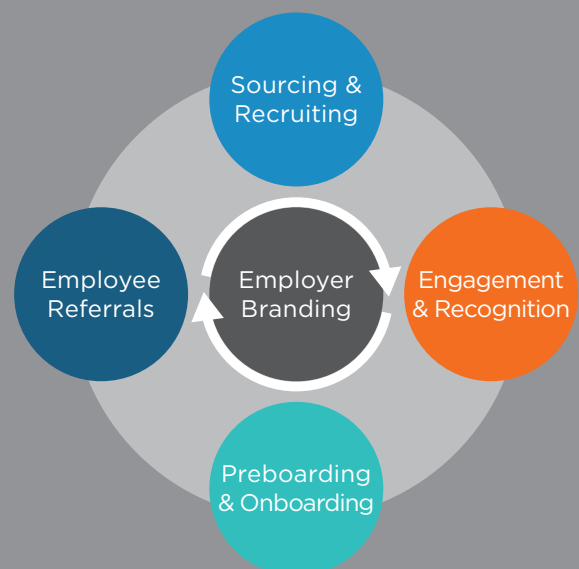 Sourcing &
Recruiting
Employee
Referrals
Employer
Branding
Engagement
& Recognition
Preboarding
& Onboarding